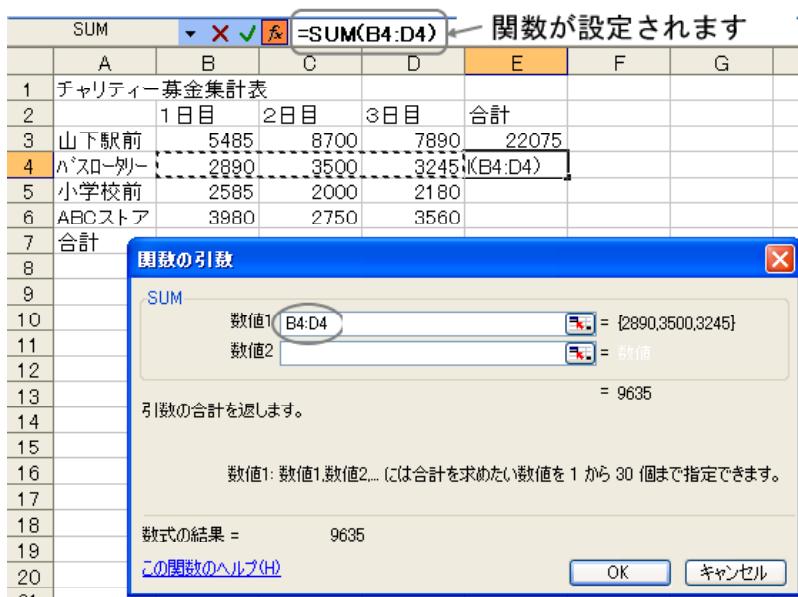 SUM fx =SUM(B4:D4) 関数が設定されます
A B C D E F G
1 チャリティー募金集計表
2 1日目 2日目 3日目 合計
3 山下駅前 5485 8700 7890 22075
4 バスロータリー 2890 3500 3245 I(B4:D4)
5 小学校前 2585 2000 2180
6 ABCストア 3980 2750 3560
7 合計
8 関数の引数
9 SUM
10 数値1 B4:D4 = {2890,3500,3245}
11 数値2 = 数値
12
13 = 9635
14 引数の合計を返します。
15
16 数値1: 数値1,数値2,... には合計を求めたい数値を 1 から 30 個まで指定できます。
17
18 数式の結果 = 9635
19
20 この関数のヘルプ(H) OK キャンセル